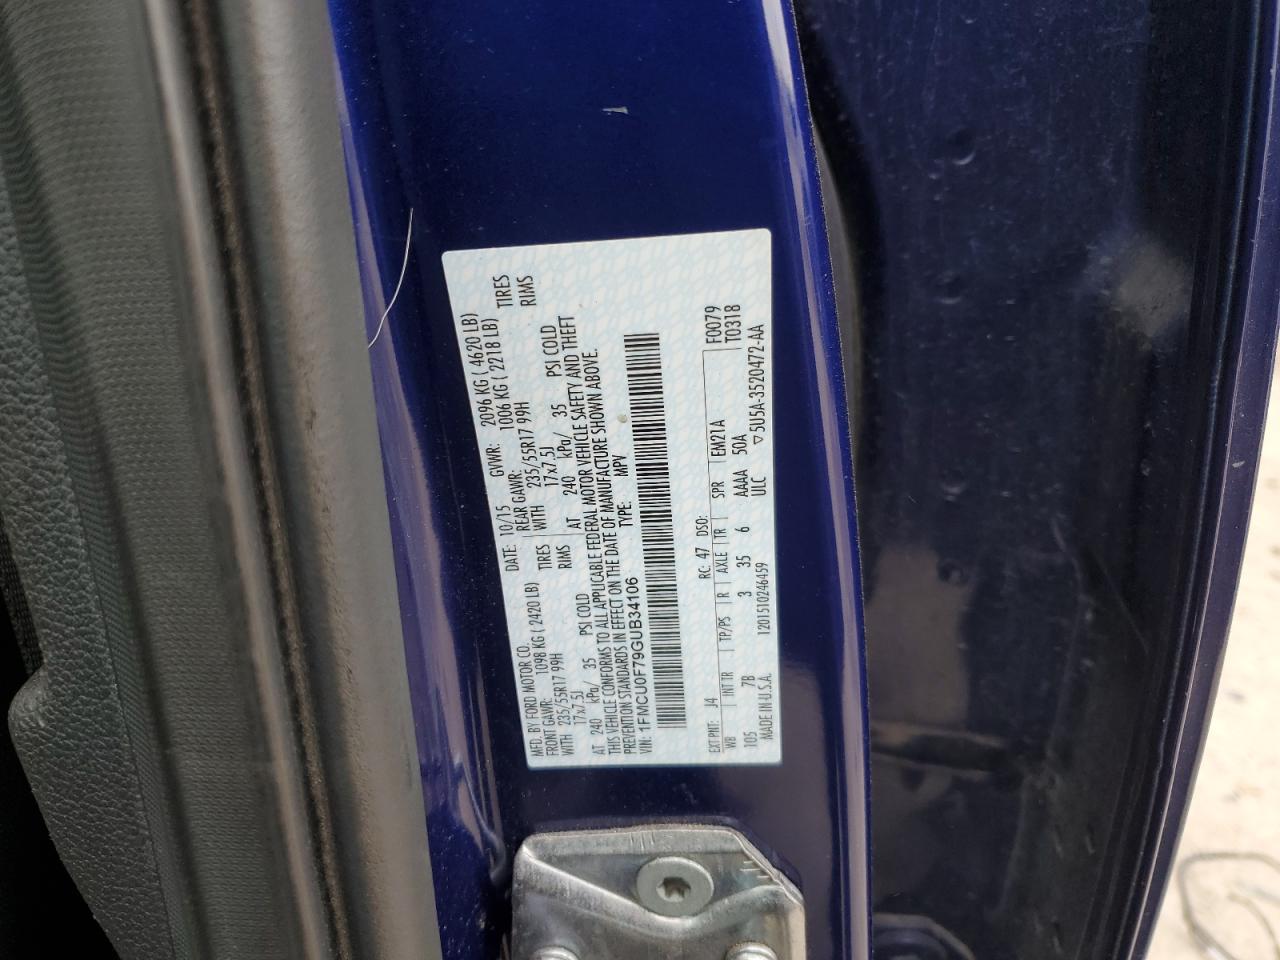 MFD. BY FORD MOTOR CO. DATE: 10/15 GVWR: 2096 KG ( 4620 LB)
FRONT GAWR: 1098 KG ( 2420 LB) REAR GAWR: 1006 KG ( 2218 LB)
WITH 235/55R17 99H TIRES WITH 235/55R17 99H TIRES
17x7.5J RIMS 17x7.5J RIMS
AT 240 kPa/ 35 PSI COLD AT 240 kPa/ 35 PSI COLD
THIS VEHICLE CONFORMS TO ALL APPLICABLE FEDERAL MOTOR VEHICLE SAFETY AND THEFT
PREVENTION STANDARDS IN EFFECT ON THE DATE OF MANUFACTURE SHOWN ABOVE.
VIN: 1FMCU0F79GUB34106 TYPE: MPV
F0079
EXT PNT: J4 RC: 47 DSO: T0318
WB INT TR TP/PS R AXLE TR SPR EM21A
105 7B 3 35 6 AAAA 50A
MADE IN U.S.A. 1201510246459 ULC ▽5U5A-3520472-AA